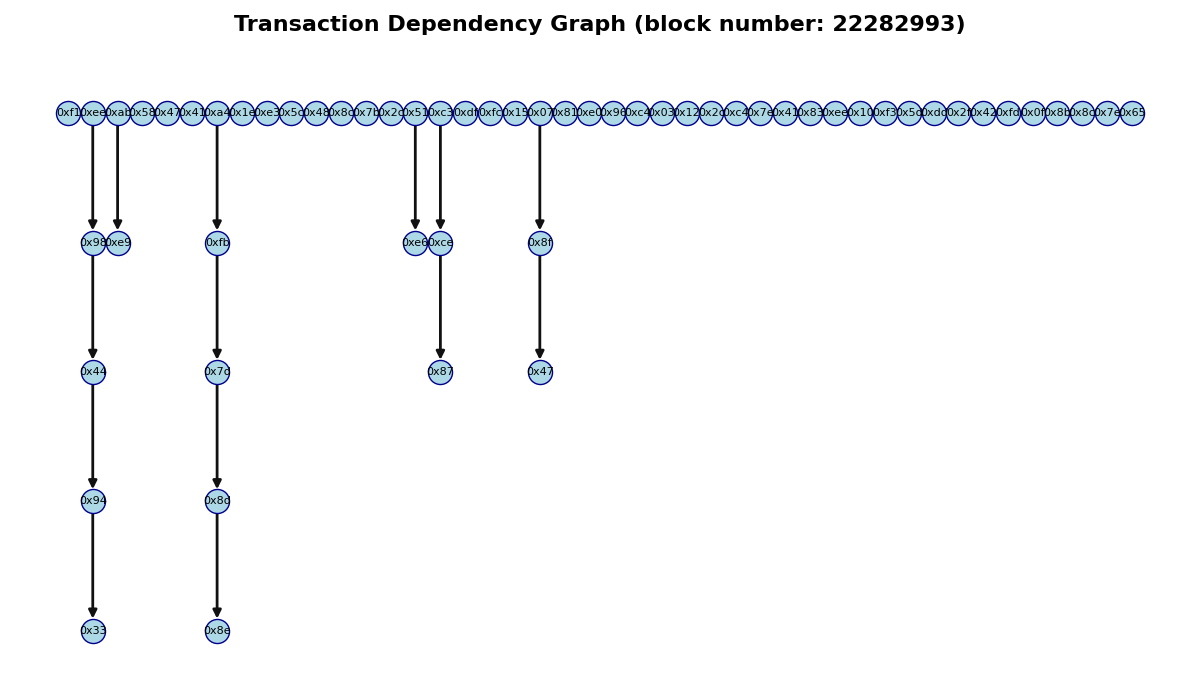 Transaction Dependency Graph (block number: 22282993)
0xf1 0xee 0xab 0x58 0x47 0x41 0xa4 0x1e 0xe3 0x5c 0x48 0x8c 0x7b 0x2c 0x51 0xc3 0xdf 0xfc 0x15 0x07 0x81 0xe0 0x96 0xc4 0x03 0x12 0x2c 0xc4 0x7e 0x41 0x83 0xee 0x10 0xf3 0x5c 0xdd 0x2f 0x42 0xfd 0x0f 0x8b 0x8c 0x7e 0x65
0x98 0xe9 0xfb 0xe6 0xce 0x8f
0x44 0x7d 0x87 0x47
0x94 0x8d
0x33 0x8e